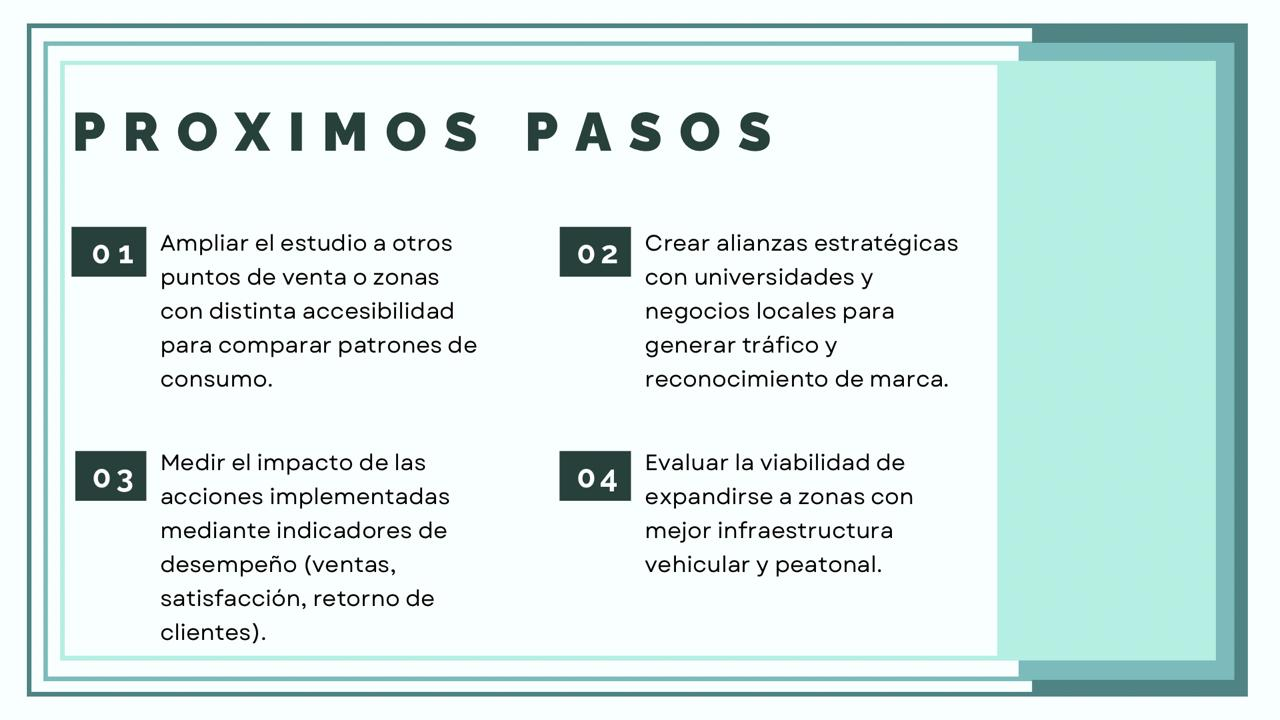 PROXIMOS PASOS
01
Ampliar el estudio a otros
puntos de venta o zonas
con distinta accesibilidad
para comparar patrones de
consumo.
02
Crear alianzas estratégicas
con universidades y
negocios locales para
generar tráfico y
reconocimiento de marca.
03
Medir el impacto de las
acciones implementadas
mediante indicadores de
desempeño (ventas,
satisfacción, retorno de
clientes).
04
Evaluar la viabilidad de
expandirse a zonas con
mejor infraestructura
vehicular y peatonal.